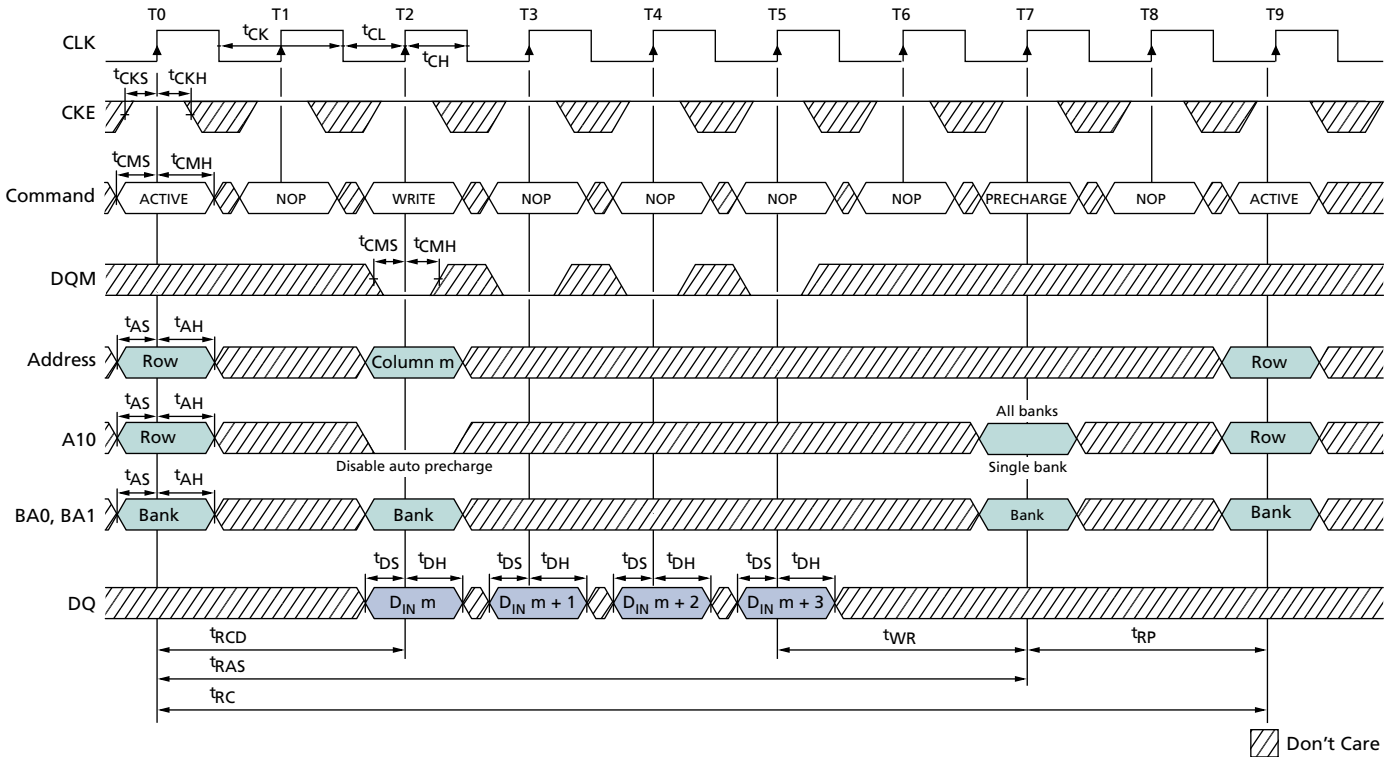 T0 T1 T2 T3 T4 T5 T6 T7 T8 T9
CLK tCK tCL tCH
tCKS tCKH
CKE
tCMS tCMH
Command ACTIVE NOP WRITE NOP NOP NOP NOP PRECHARGE NOP ACTIVE
tCMS tCMH
DQM
tAS tAH
Address Row Column m Row
tAS tAH All banks
A10 Row Row
Disable auto precharge Single bank
tAS tAH
BA0, BA1 Bank Bank Bank Bank
tDS tDH tDS tDH tDS tDH tDS tDH
DQ DIN m DIN m + 1 DIN m + 2 DIN m + 3
tRCD tWR tRP
tRAS
tRC
Don't Care